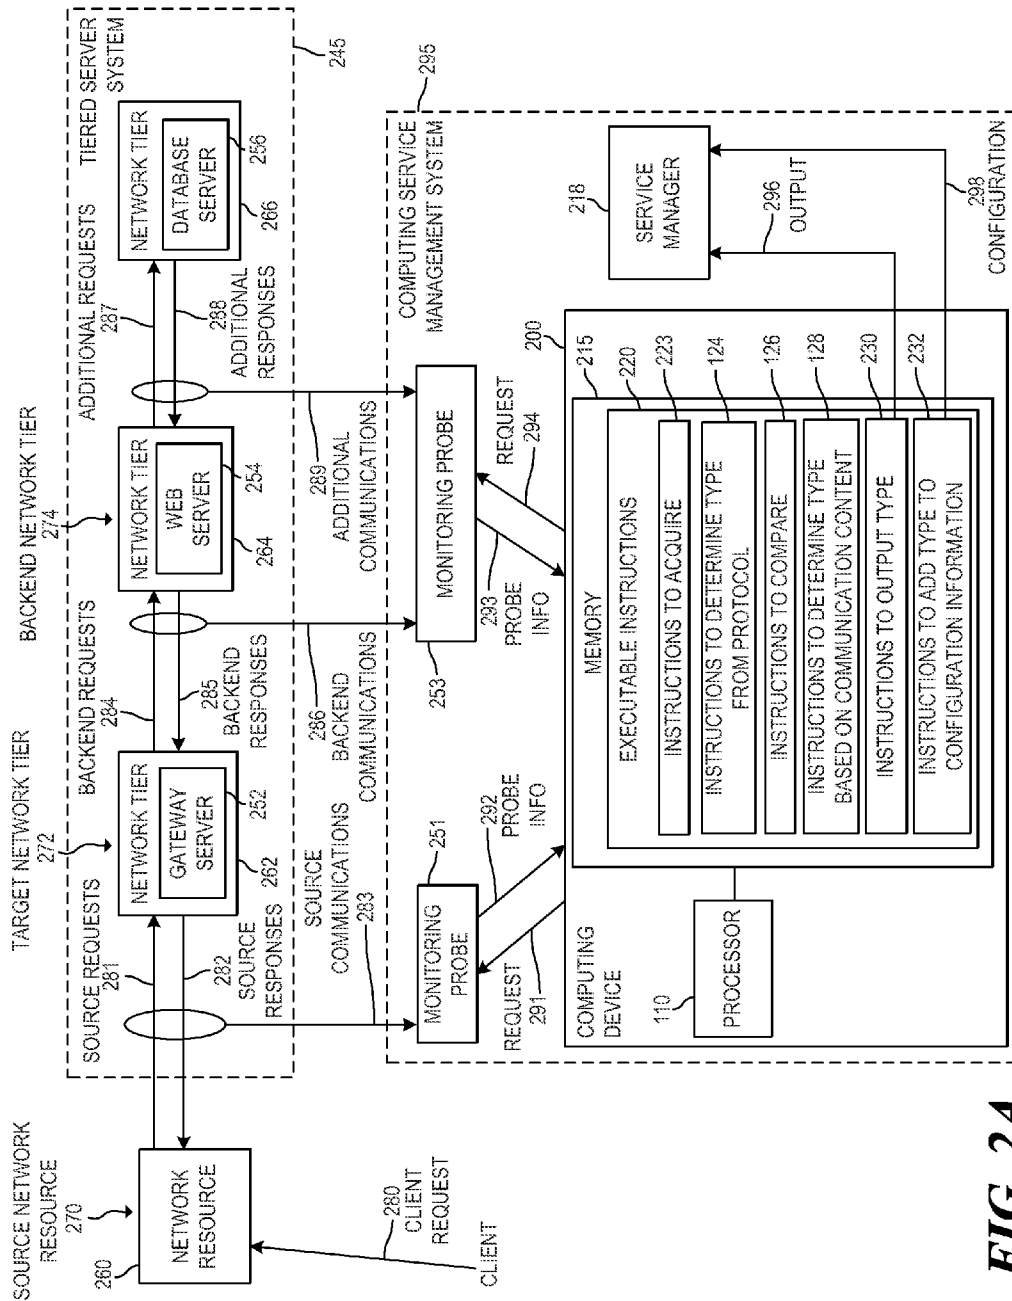 SOURCE NETWORK
RESOURCE
270
TARGET NETWORK TIER
272
BACKEND NETWORK TIER
274
260
NETWORK
RESOURCE
280
CLIENT
REQUEST
CLIENT
SOURCE REQUESTS
281
282
SOURCE
RESPONSES
NETWORK TIER
GATEWAY
SERVER
252
262
BACKEND REQUESTS
284
285
BACKEND
RESPONSES
NETWORK TIER
WEB
SERVER
254
264
ADDITIONAL REQUESTS
287
288
ADDITIONAL
RESPONSES
TIERED SERVER
SYSTEM
NETWORK TIER
DATABASE
SERVER
256
266
245
SOURCE
COMMUNICATIONS
283
286
BACKEND
COMMUNICATIONS
289
ADDITIONAL
COMMUNICATIONS
COMPUTING SERVICE
MANAGEMENT SYSTEM
295
MONITORING
PROBE
251
253
MONITORING PROBE
REQUEST
291
292
PROBE
INFO
293
PROBE
INFO
REQUEST
294
218
SERVICE
MANAGER
296
OUTPUT
298
CONFIGURATION
COMPUTING
DEVICE
200
110
PROCESSOR
MEMORY
215
EXECUTABLE INSTRUCTIONS
220
INSTRUCTIONS TO ACQUIRE
223
INSTRUCTIONS TO DETERMINE TYPE
FROM PROTOCOL
124
INSTRUCTIONS TO COMPARE
126
INSTRUCTIONS TO DETERMINE TYPE
BASED ON COMMUNICATION CONTENT
128
INSTRUCTIONS TO OUTPUT TYPE
230
INSTRUCTIONS TO ADD TYPE TO
CONFIGURATION INFORMATION
232
FIG. 2A